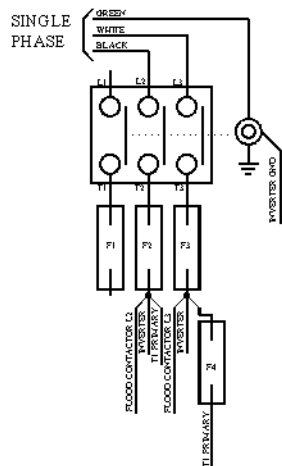 SINGLE
PHASE
GREEN
WHITE
BLACK
L1
L2
L3
T1
T2
T3
INVERTER GND
F1
F2
F3
FLOOD CONTACTOR L2
INVERTER
T1 PRIMARY
FLOOD CONTACTOR L3
INVERTER
F4
T1 PRIMARY